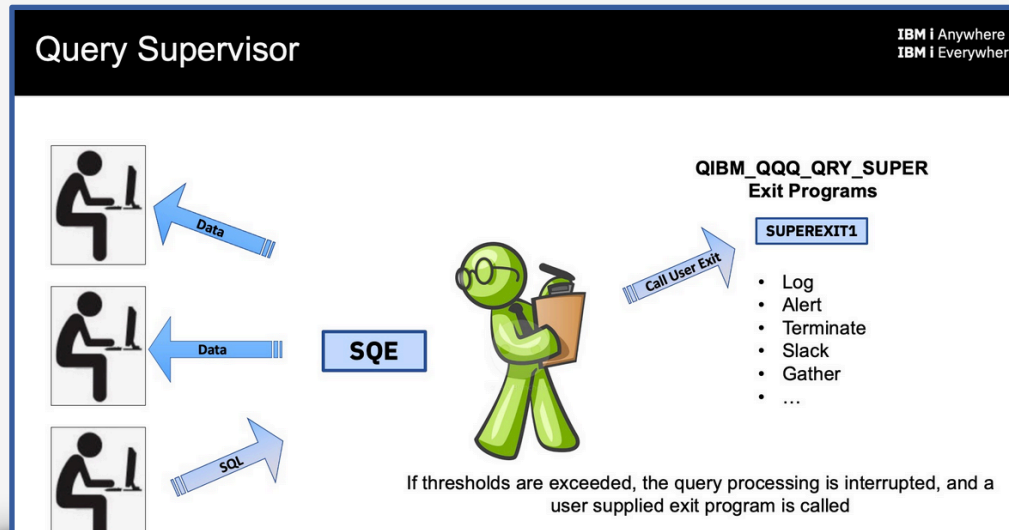 Query Supervisor
IBM i Anywhere
IBM i Everywher
QIBM_QQQ_QRY_SUPER
Exit Programs
SUPEREXIT1
Data
Call User Exit
• Log
• Alert
• Terminate
• Slack
• Gather
• …
Data
SQE
SQL
If thresholds are exceeded, the query processing is interrupted, and a
user supplied exit program is called